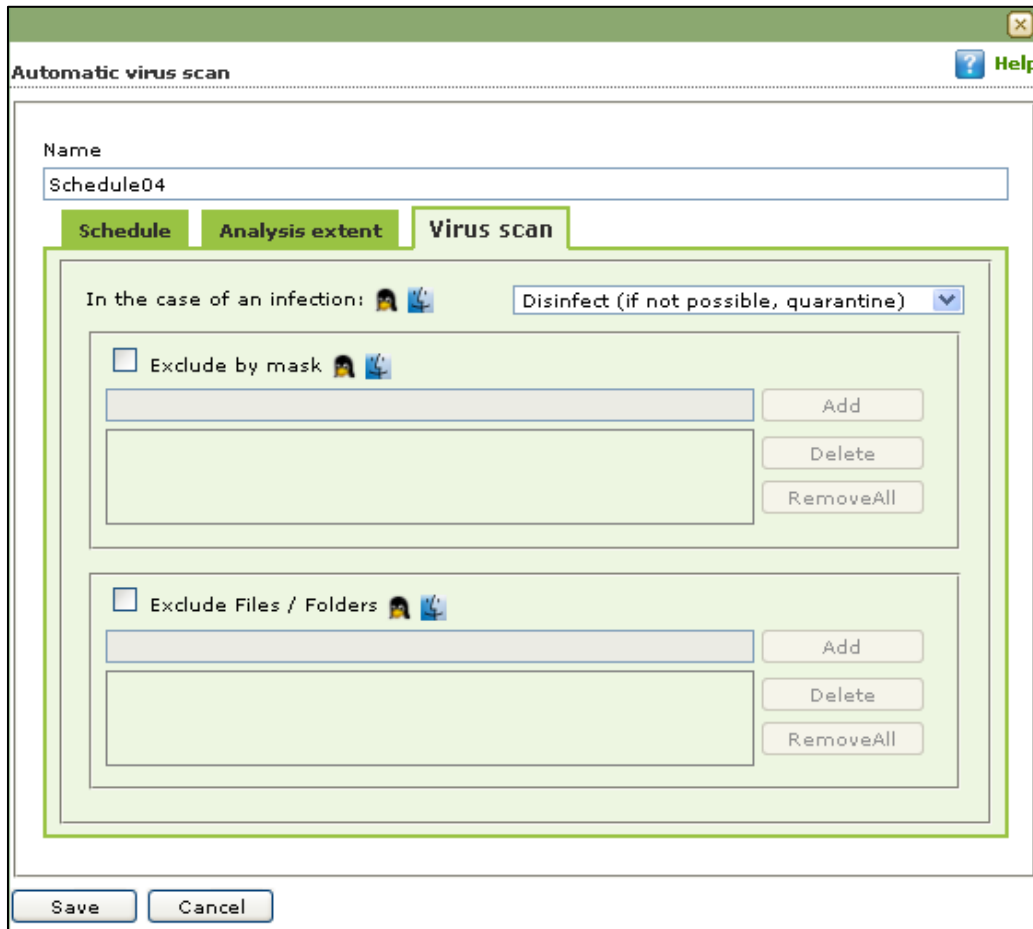 Automatic virus scan
? Help
Name
Schedule04
Schedule Analysis extent Virus scan
In the case of an infection: Disinfect (if not possible, quarantine)
Exclude by mask
Add
Delete
RemoveAll
Exclude Files / Folders
Add
Delete
RemoveAll
Save Cancel